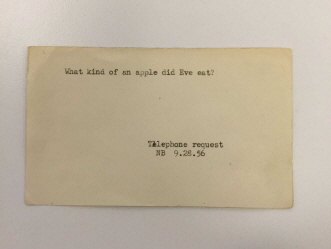 What kind of an apple did Eve eat?
Telephone request
NB 9.28.56